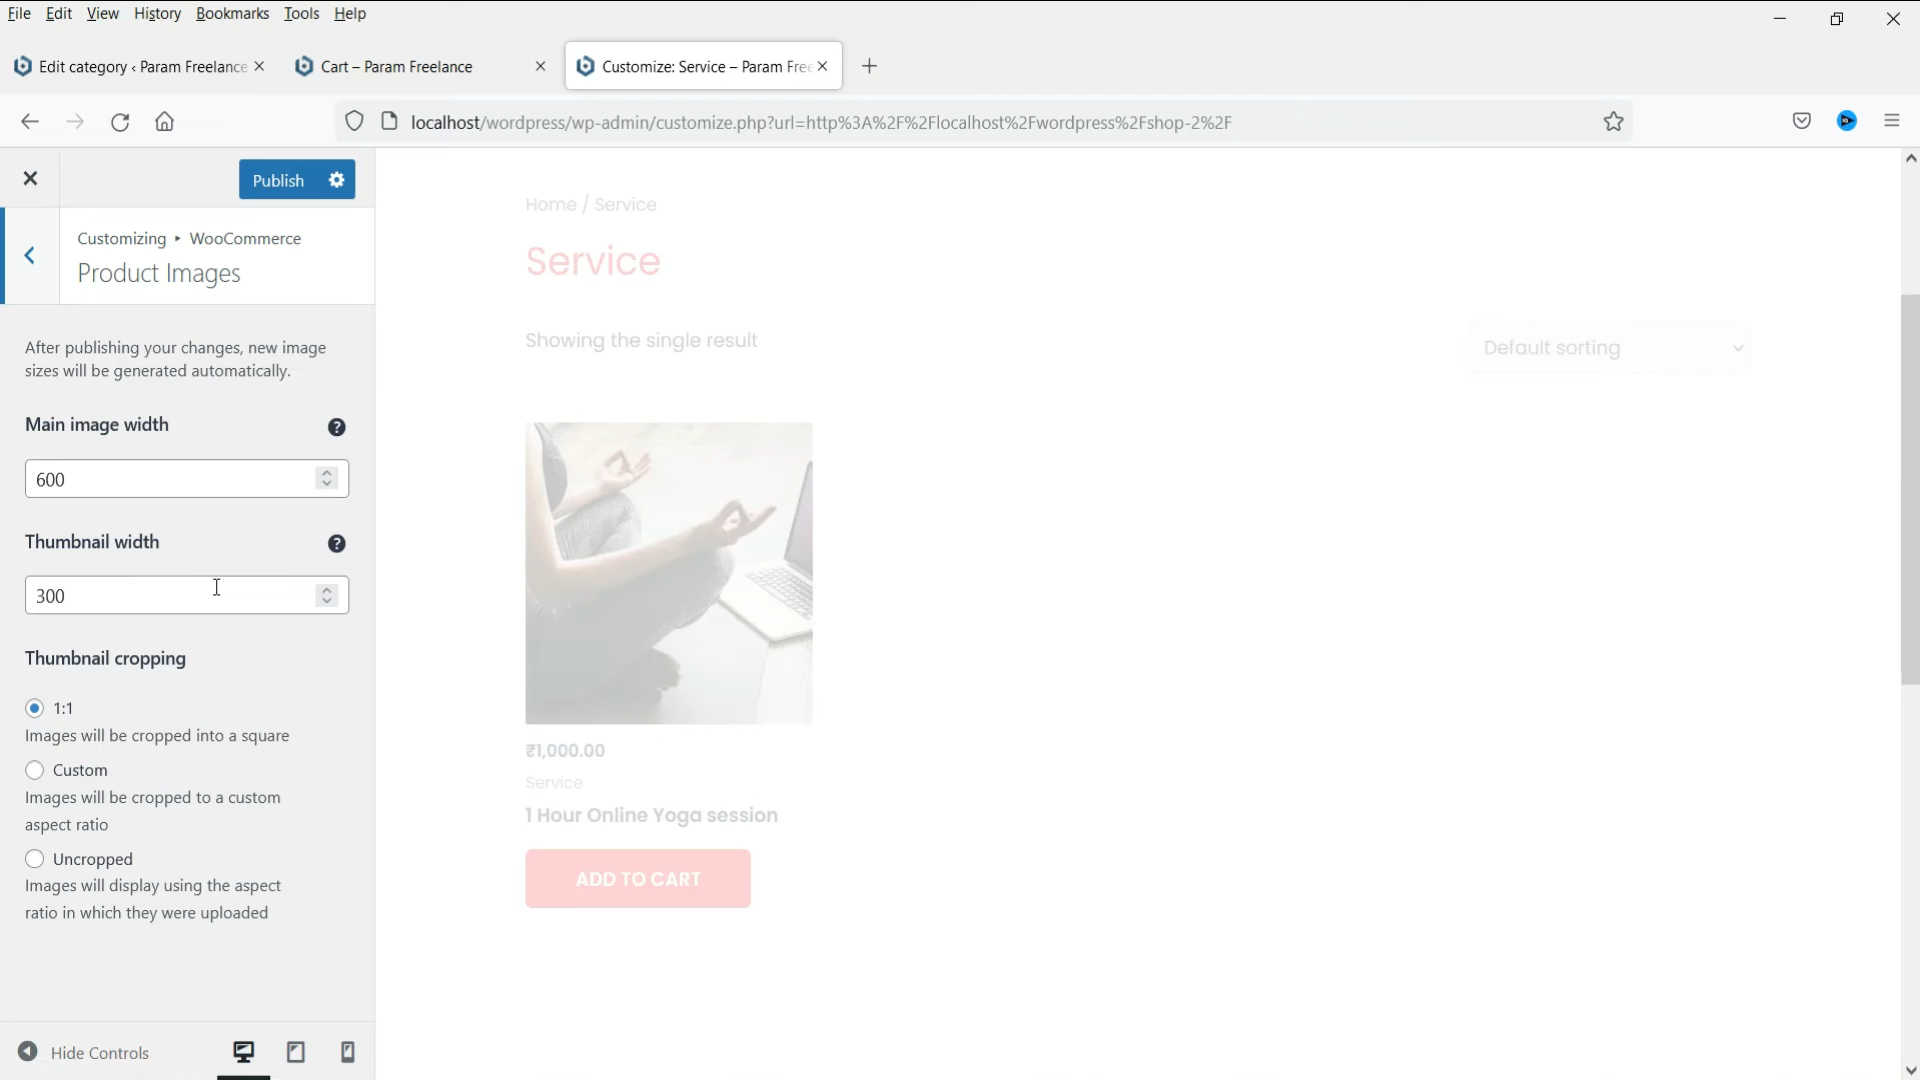 File Edit View History Bookmarks Tools Help
Edit category ‹ Param Freelance
Cart – Param Freelance
Customize: Service – Param Free
localhost/wordpress/wp-admin/customize.php?url=http%3A%2F%2Flocalhost%2Fwordpress%2Fshop-2%2F
Publish
Customizing ▸ WooCommerce
Product Images
After publishing your changes, new image
sizes will be generated automatically.
Main image width
600
Thumbnail width
300
Thumbnail cropping
1:1
Images will be cropped into a square
Custom
Images will be cropped to a custom
aspect ratio
Uncropped
Images will display using the aspect
ratio in which they were uploaded
Hide Controls
Home / Service
Service
Showing the single result
Default sorting
₹1,000.00
Service
1 Hour Online Yoga session
ADD TO CART